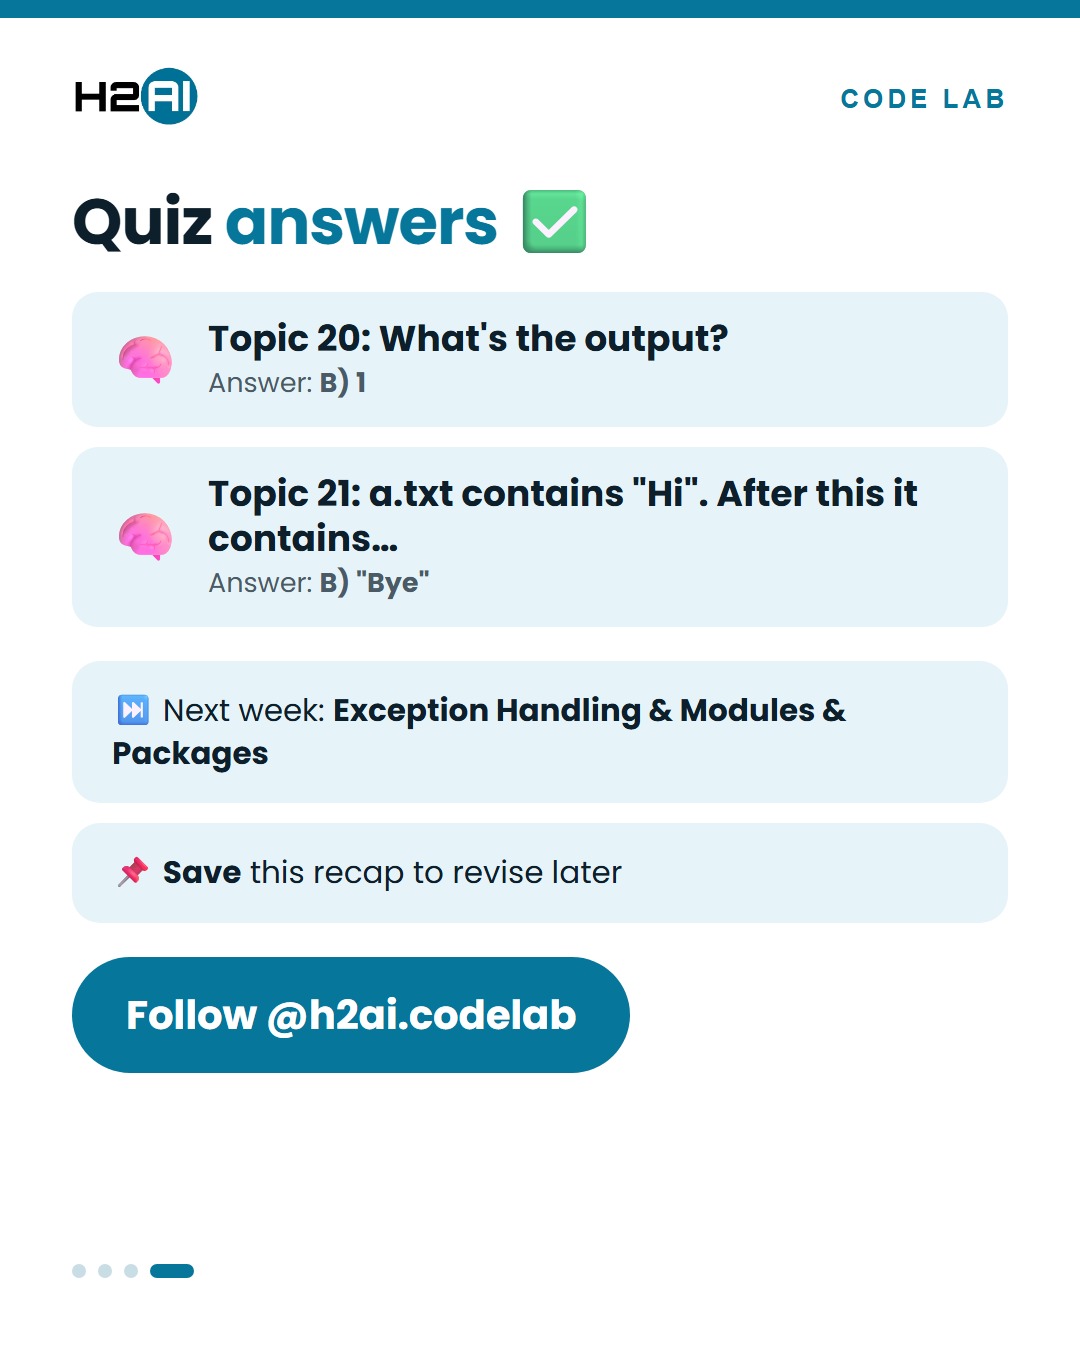 H2AI
CODE LAB
Quiz answers ✅
Topic 20: What's the output?
Answer: B) 1
Topic 21: a.txt contains "Hi". After this it
contains...
Answer: B) "Bye"
⏭️ Next week: Exception Handling & Modules &
Packages
📌 Save this recap to revise later
Follow @h2ai.codelab